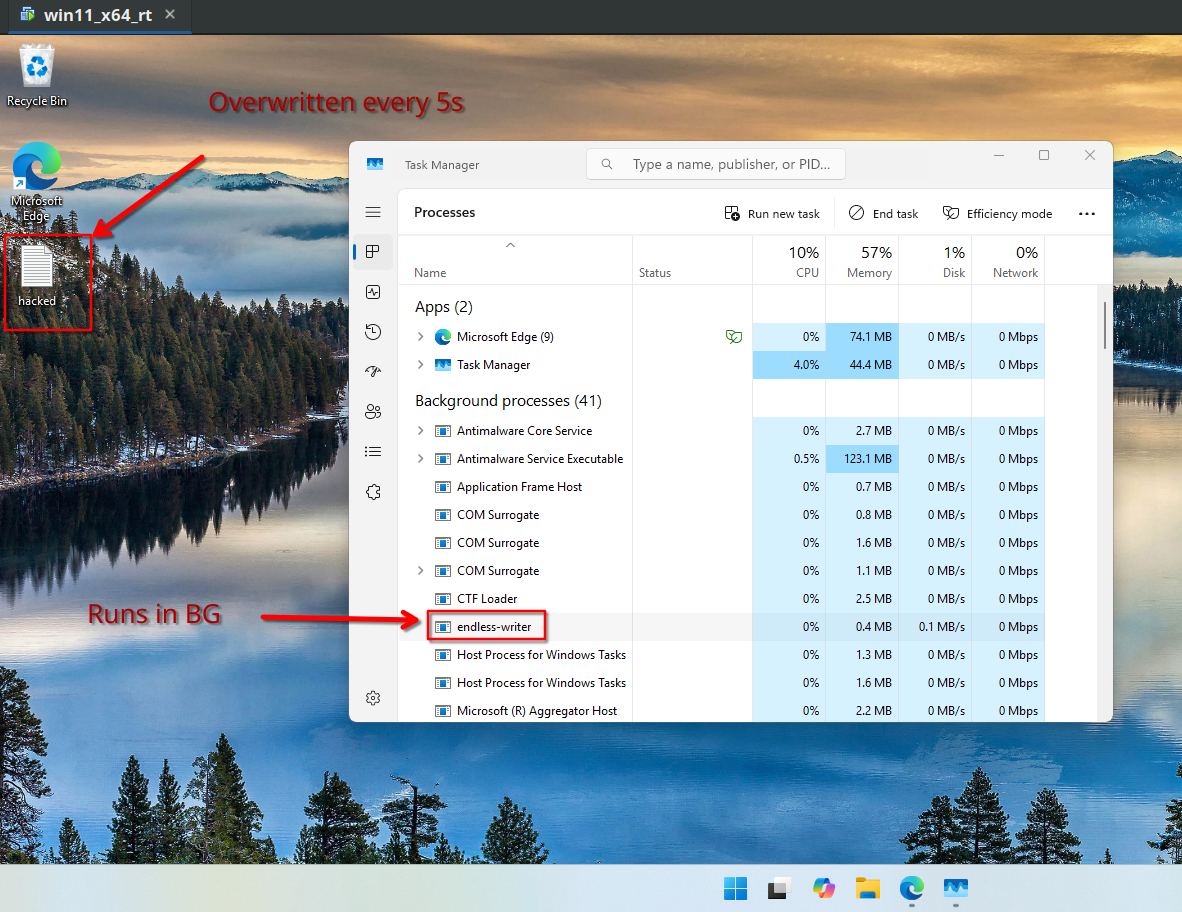 win11_x64_rt
Recycle Bin
Overwritten every 5s
Microsoft
Edge
hacked
Task Manager
Type a name, publisher, or PID...
Processes
Run new task
End task
Efficiency mode
10% 57% 1% 0%
Name Status CPU Memory Disk Network
Apps (2)
Microsoft Edge (9) 0% 74.1 MB 0 MB/s 0 Mbps
Task Manager 4.0% 44.4 MB 0 MB/s 0 Mbps
Background processes (41)
Antimalware Core Service 0% 2.7 MB 0 MB/s 0 Mbps
Antimalware Service Executable 0.5% 123.1 MB 0 MB/s 0 Mbps
Application Frame Host 0% 0.7 MB 0 MB/s 0 Mbps
COM Surrogate 0% 0.8 MB 0 MB/s 0 Mbps
COM Surrogate 0% 1.6 MB 0 MB/s 0 Mbps
COM Surrogate 0% 1.1 MB 0 MB/s 0 Mbps
CTF Loader 0% 2.5 MB 0 MB/s 0 Mbps
Runs in BG
endless-writer 0% 0.4 MB 0.1 MB/s 0 Mbps
Host Process for Windows Tasks 0% 1.3 MB 0 MB/s 0 Mbps
Host Process for Windows Tasks 0% 1.6 MB 0 MB/s 0 Mbps
Microsoft (R) Aggregator Host 0% 2.2 MB 0 MB/s 0 Mbps